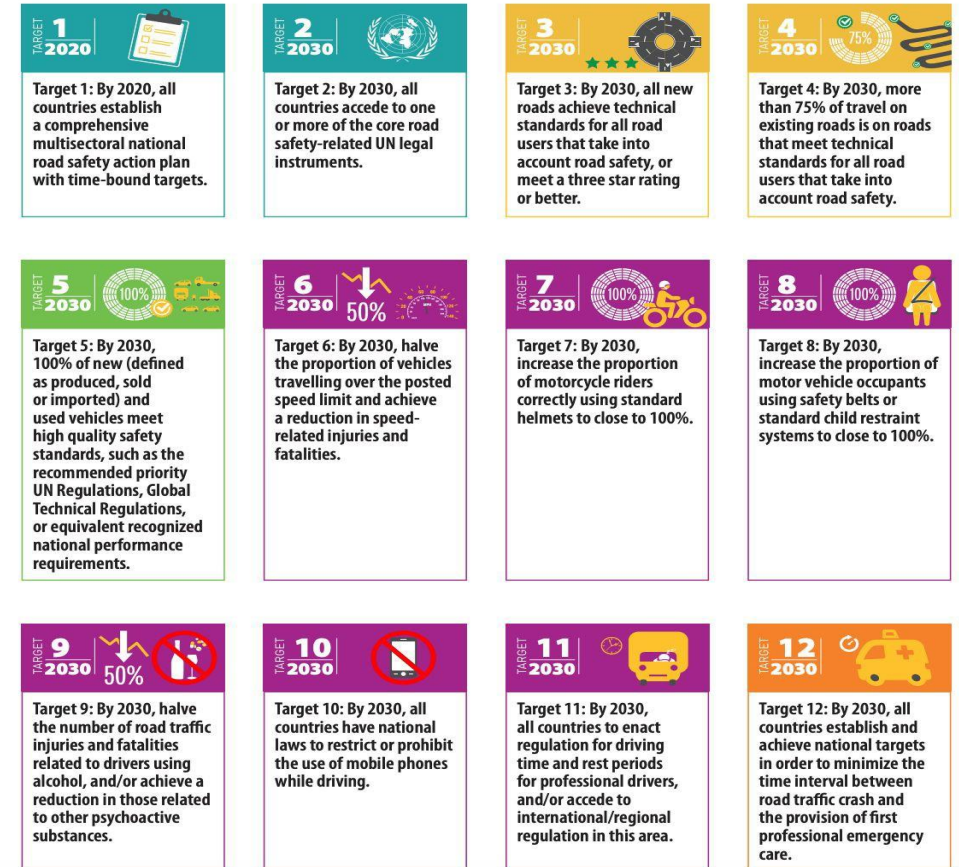 TARGET 1 2020
Target 1: By 2020, all
countries establish
a comprehensive
multisectoral national
road safety action plan
with time-bound targets.
TARGET 2 2030
Target 2: By 2030, all
countries accede to one
or more of the core road
safety-related UN legal
instruments.
TARGET 3 2030
Target 3: By 2030, all new
roads achieve technical
standards for all road
users that take into
account road safety, or
meet a three star rating
or better.
TARGET 4 2030
75%
Target 4: By 2030, more
than 75% of travel on
existing roads is on roads
that meet technical
standards for all road
users that take into
account road safety.
TARGET 5 2030
100%
Target 5: By 2030,
100% of new (defined
as produced, sold
or imported) and
used vehicles meet
high quality safety
standards, such as the
recommended priority
UN Regulations, Global
Technical Regulations,
or equivalent recognized
national performance
requirements.
TARGET 6 2030
50%
Target 6: By 2030, halve
the proportion of vehicles
travelling over the posted
speed limit and achieve
a reduction in speed-
related injuries and
fatalities.
TARGET 7 2030
100%
Target 7: By 2030,
increase the proportion
of motorcycle riders
correctly using standard
helmets to close to 100%.
TARGET 8 2030
100%
Target 8: By 2030,
increase the proportion of
motor vehicle occupants
using safety belts or
standard child restraint
systems to close to 100%.
TARGET 9 2030
50%
Target 9: By 2030, halve
the number of road traffic
injuries and fatalities
related to drivers using
alcohol, and/or achieve a
reduction in those related
to other psychoactive
substances.
TARGET 10 2030
Target 10: By 2030, all
countries have national
laws to restrict or prohibit
the use of mobile phones
while driving.
TARGET 11 2030
Target 11: By 2030,
all countries to enact
regulation for driving
time and rest periods
for professional drivers,
and/or accede to
international/regional
regulation in this area.
TARGET 12 2030
Target 12: By 2030, all
countries establish and
achieve national targets
in order to minimize the
time interval between
road traffic crash and
the provision of first
professional emergency
care.